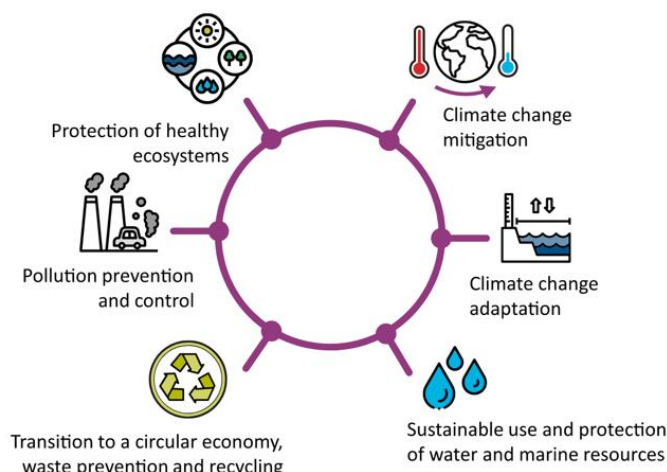 Protection of healthy
ecosystems
Climate change
mitigation
Pollution prevention
and control
Climate change
adaptation
Transition to a circular economy,
waste prevention and recycling
Sustainable use and protection
of water and marine resources